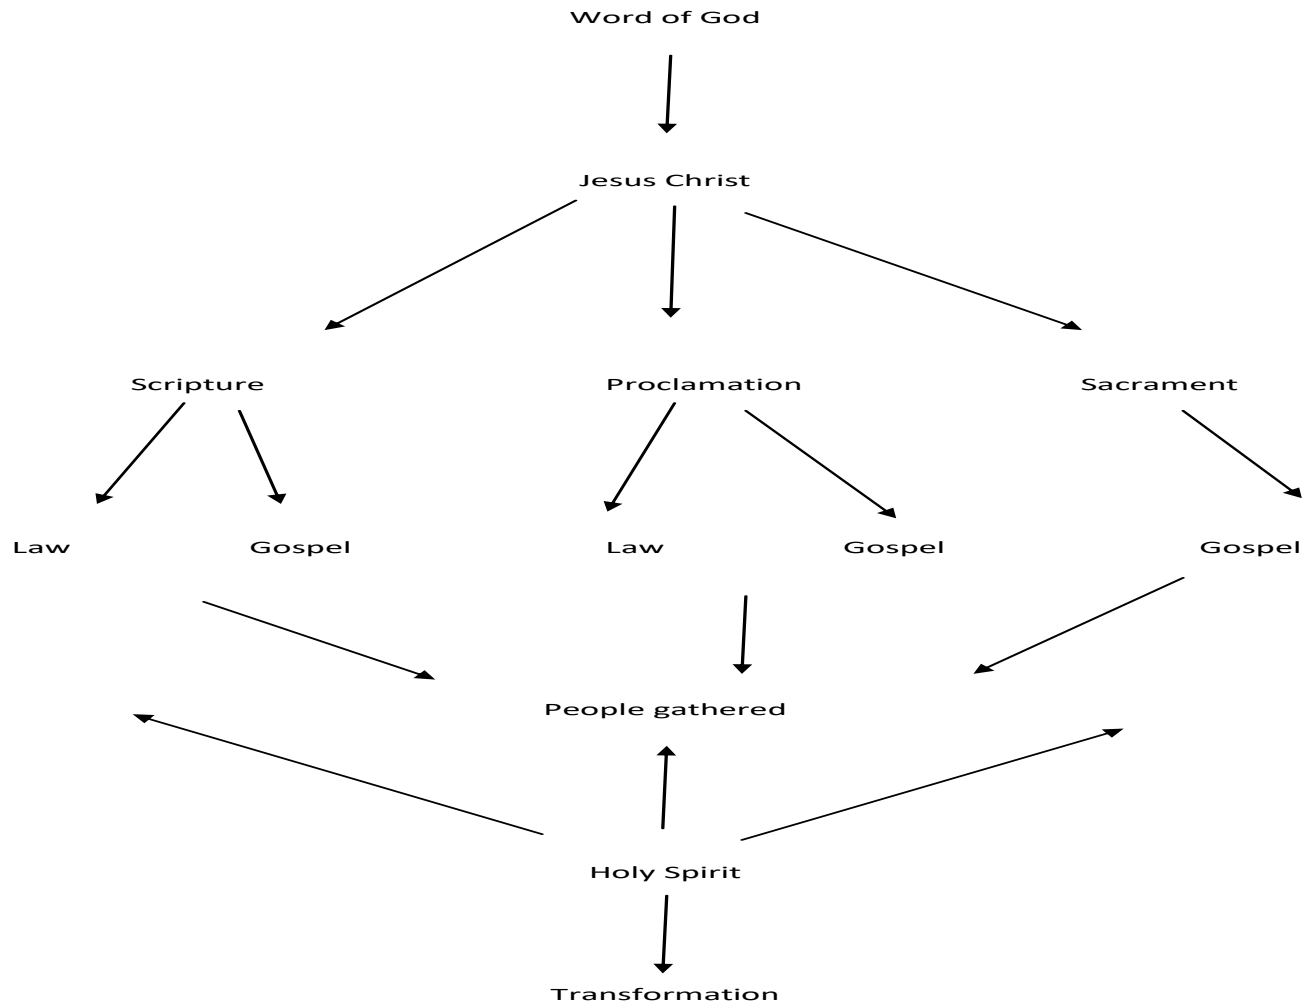 Word of God
Jesus Christ
Scripture Proclamation Sacrament
Law Gospel Law Gospel Gospel
People gathered
Holy Spirit
Transformation